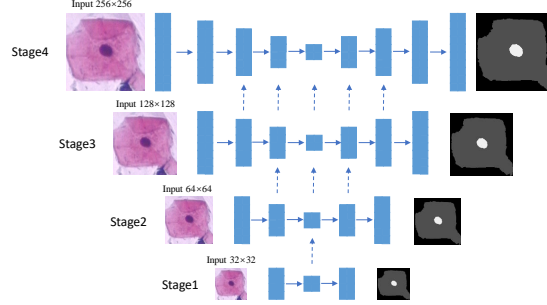 Input 256×256
Stage4
Input 128×128
Stage3
Input 64×64
Stage2
Input 32×32
Stage1